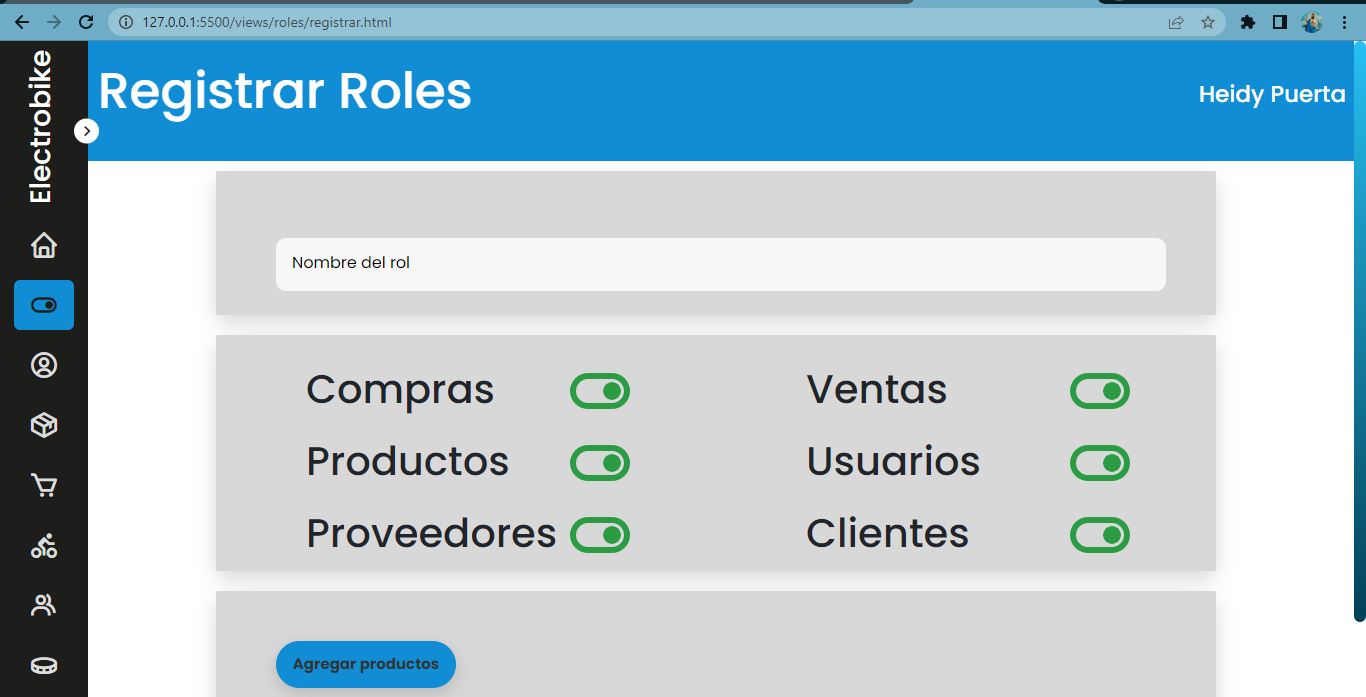 127.0.0.1:5500/views/roles/registrar.html
Electrobike
Registrar Roles
Heidy Puerta
Nombre del rol
Compras
Ventas
Productos
Usuarios
Proveedores
Clientes
Agregar productos